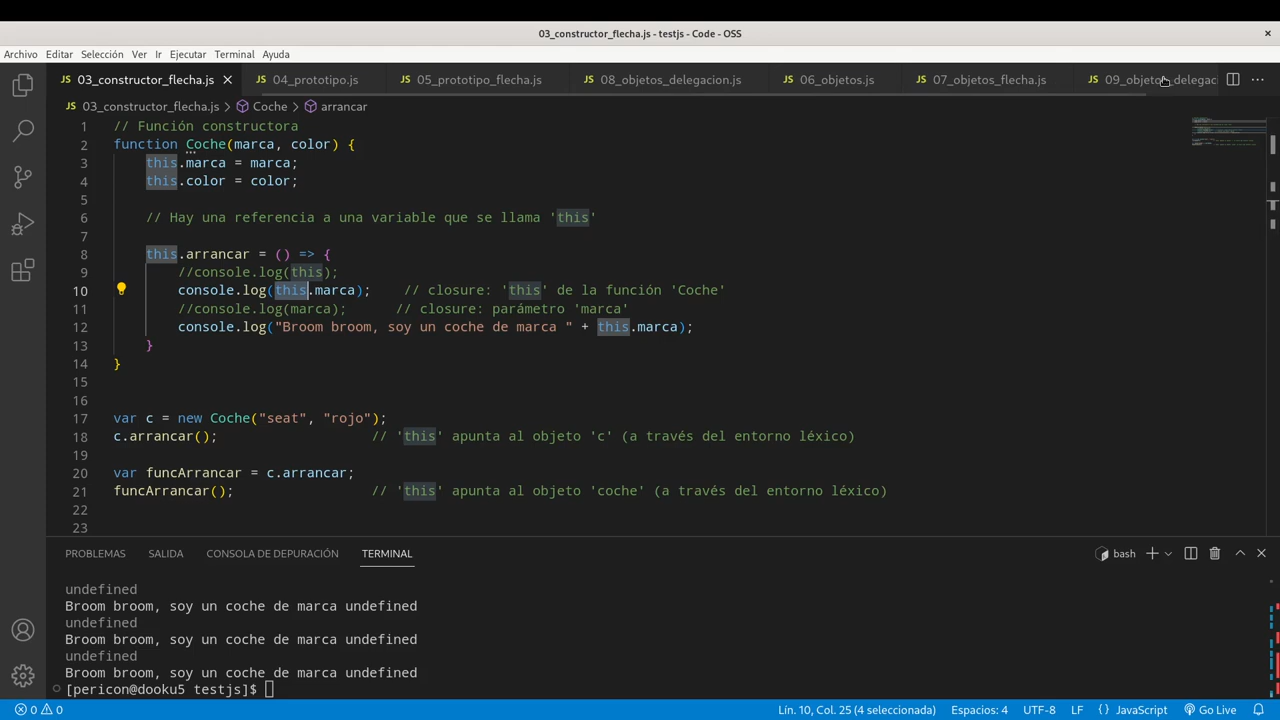 03_constructor_flecha.js - testjs - Code - OSS
Archivo Editar Selección Ver Ir Ejecutar Terminal Ayuda
JS 03_constructor_flecha.js JS 04_prototipo.js JS 05_prototipo_flecha.js JS 08_objetos_delegacion.js JS 06_objetos.js JS 07_objetos_flecha.js JS 09_objetos_delegaci
JS 03_constructor_flecha.js > Coche > arrancar
1 // Función constructora
2 function Coche(marca, color) {
3 this.marca = marca;
4 this.color = color;
5
6 // Hay una referencia a una variable que se llama 'this'
7
8 this.arrancar = () => {
9 //console.log(this);
10 console.log(this.marca); // closure: 'this' de la función 'Coche'
11 //console.log(marca); // closure: parámetro 'marca'
12 console.log("Broom broom, soy un coche de marca " + this.marca);
13 }
14 }
15
16
17 var c = new Coche("seat", "rojo");
18 c.arrancar(); // 'this' apunta al objeto 'c' (a través del entorno léxico)
19
20 var funcArrancar = c.arrancar;
21 funcArrancar(); // 'this' apunta al objeto 'coche' (a través del entorno léxico)
22
23
PROBLEMAS SALIDA CONSOLA DE DEPURACIÓN TERMINAL bash
undefined
Broom broom, soy un coche de marca undefined
undefined
Broom broom, soy un coche de marca undefined
undefined
Broom broom, soy un coche de marca undefined
[pericon@dooku5 testjs]$
0 0 Lín. 10, Col. 25 (4 seleccionada) Espacios: 4 UTF-8 LF {} JavaScript Go Live